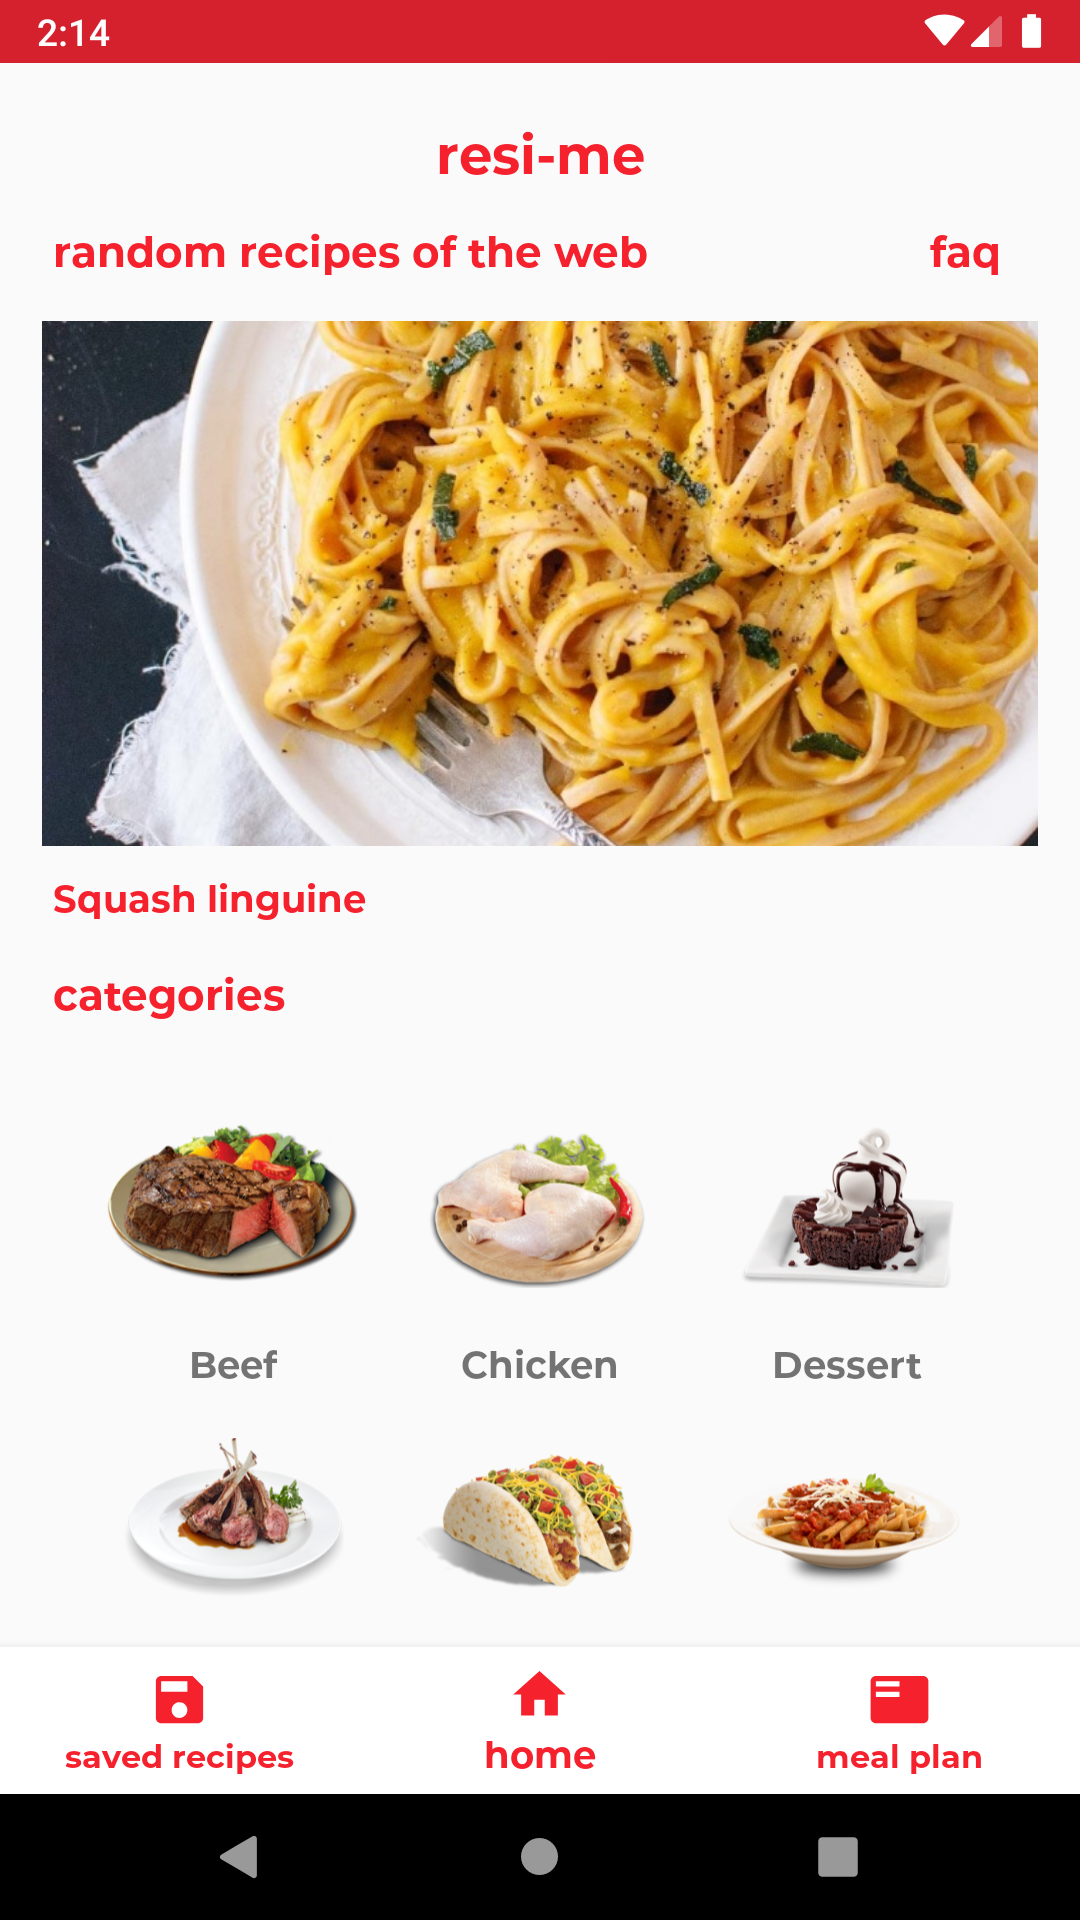 2:14
resi-me
random recipes of the web
faq
Squash linguine
categories
Beef
Chicken
Dessert
saved recipes
home
meal plan